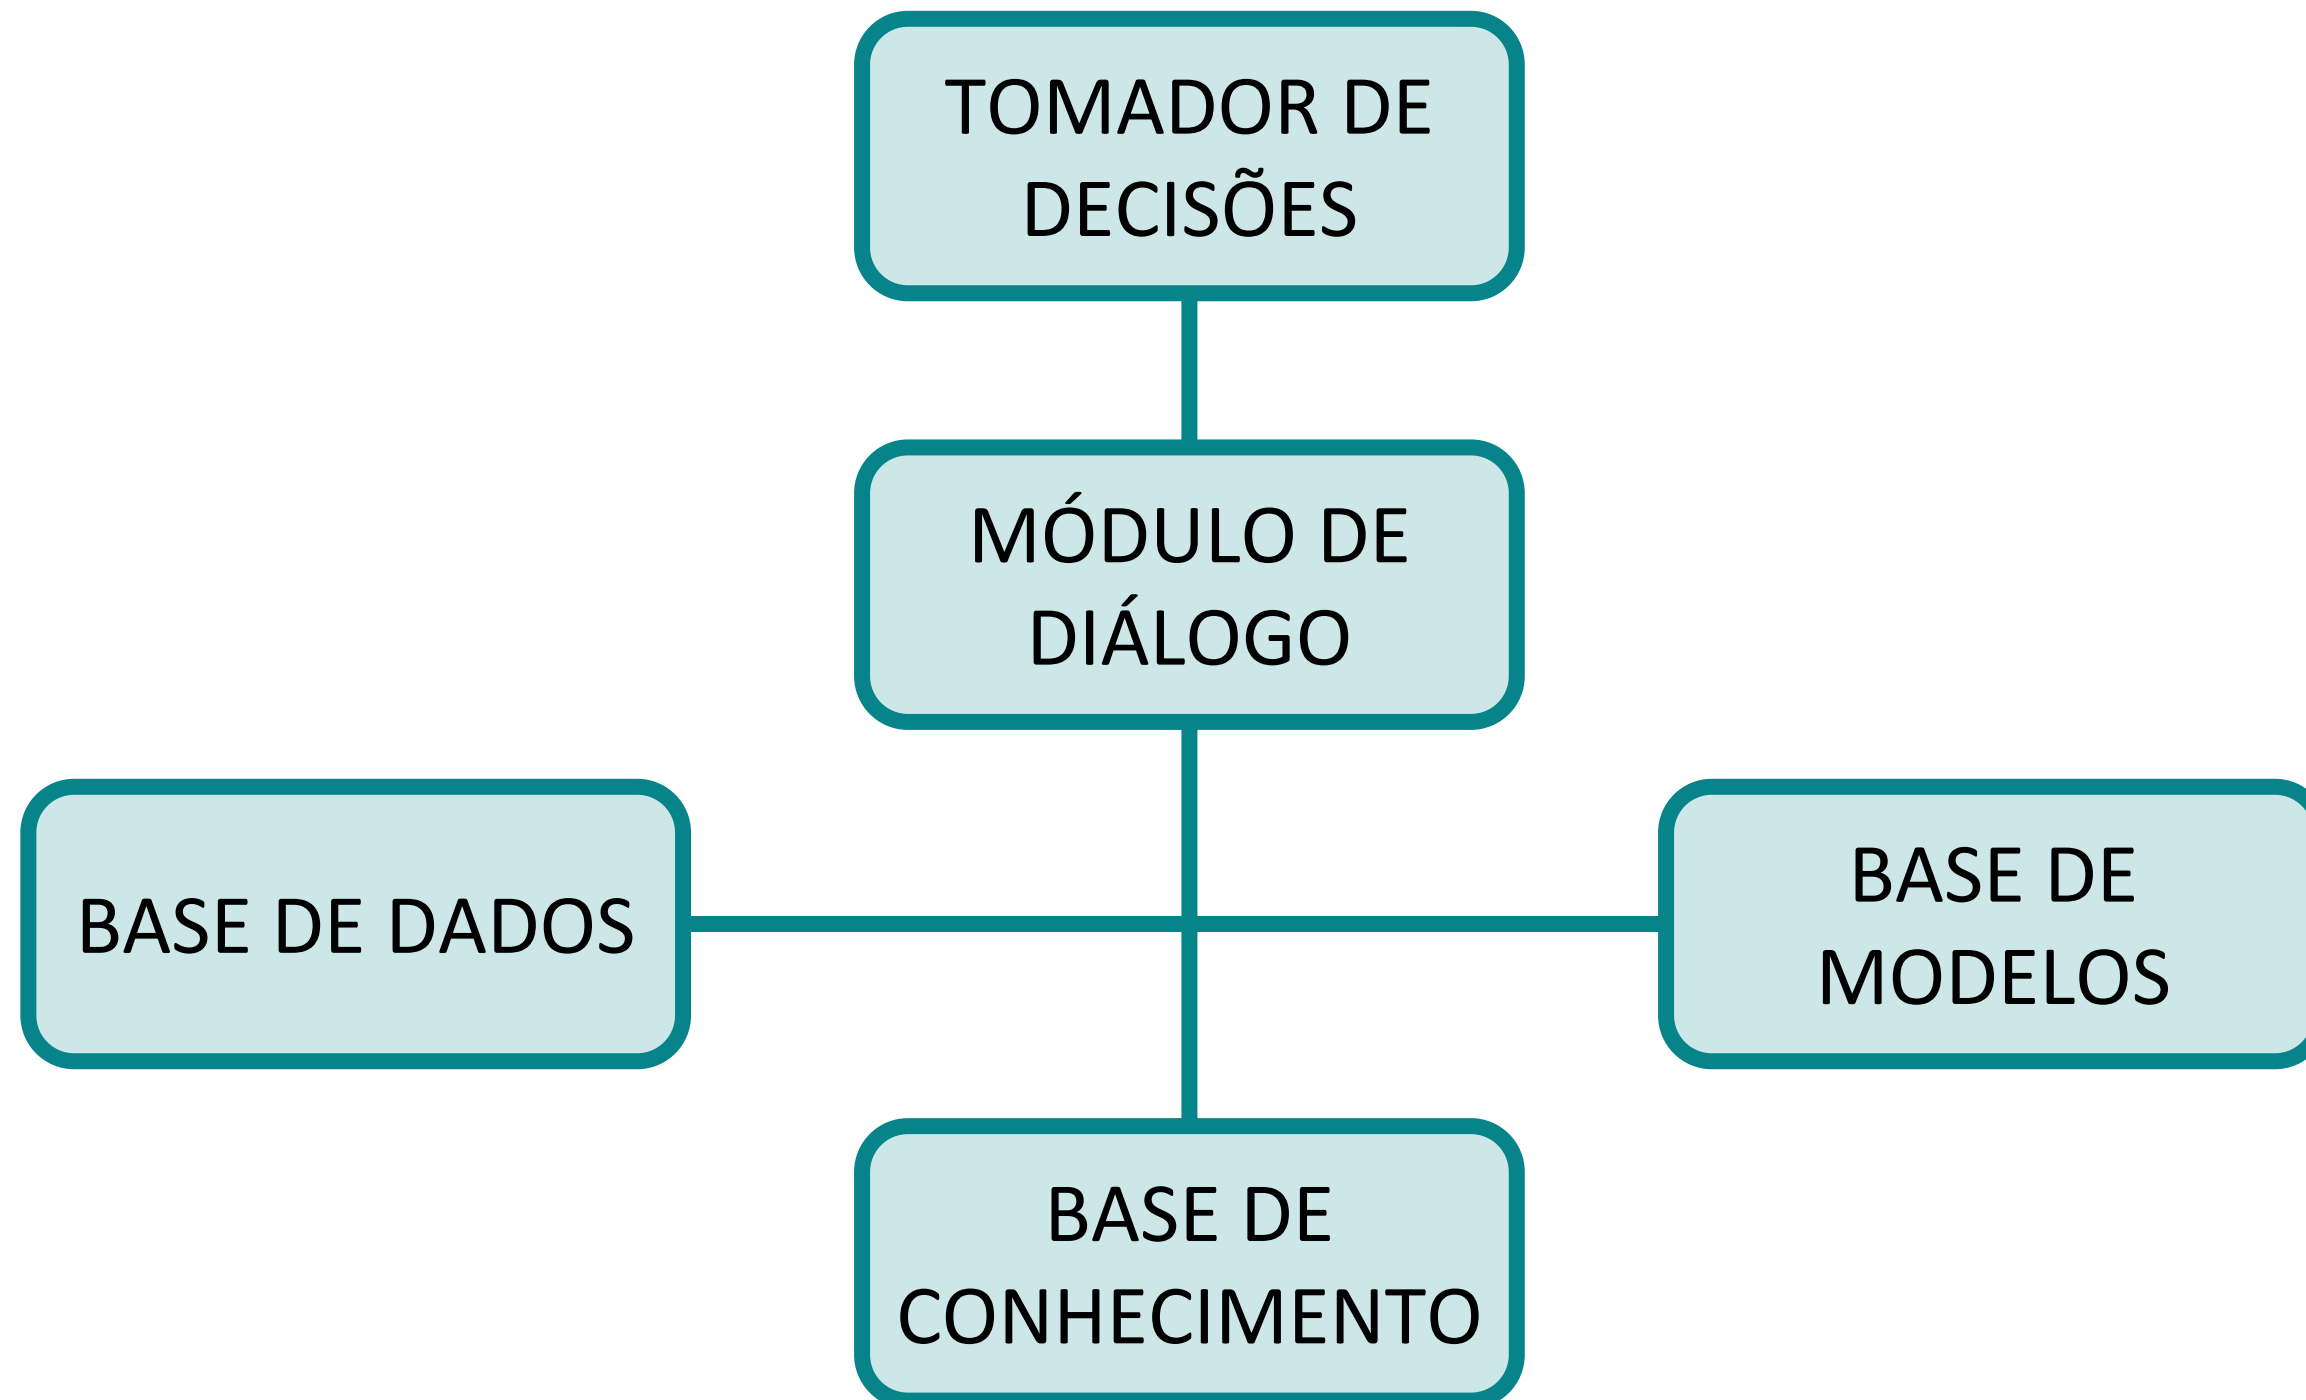 TOMADOR DE
DECISÕES
MÓDULO DE
DIÁLOGO
BASE DE DADOS
BASE DE
MODELOS
BASE DE
CONHECIMENTO